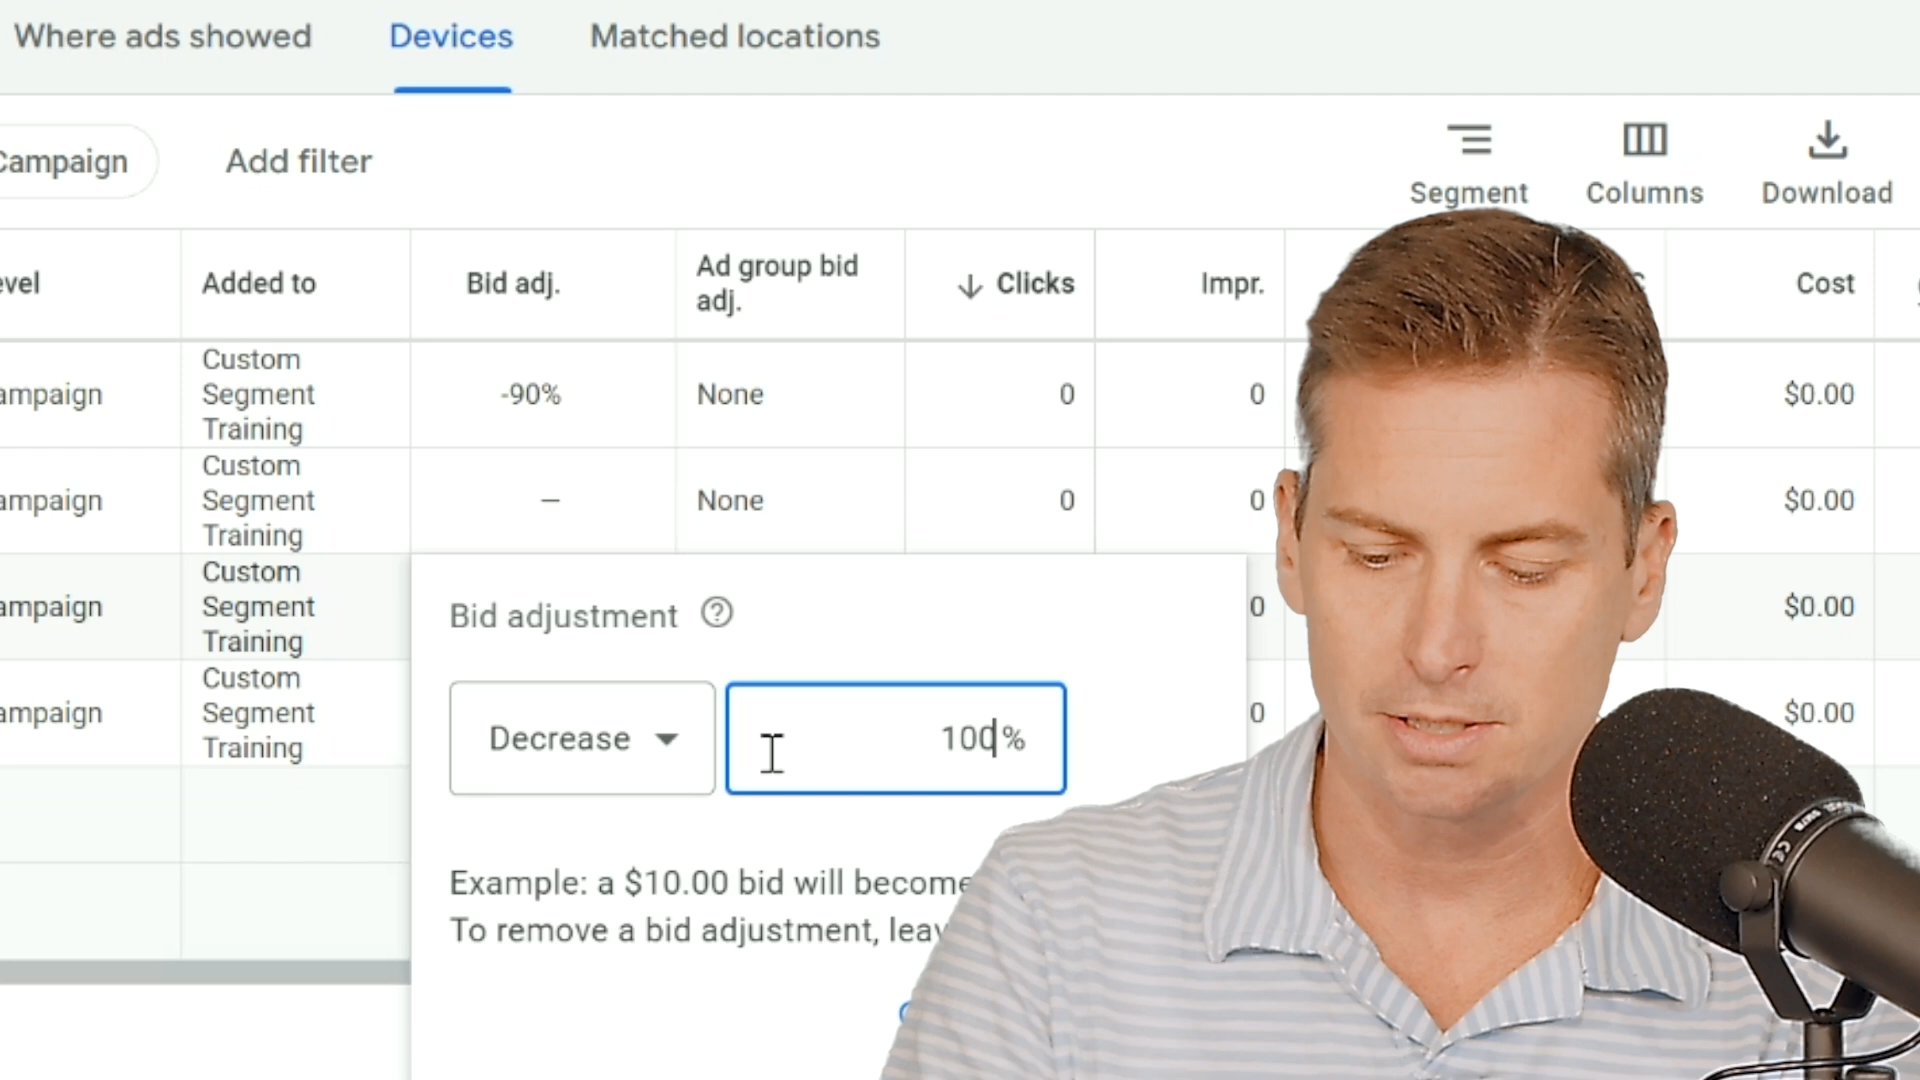 Where ads showed Devices Matched locations
Campaign Add filter
Segment Columns Download
evel Added to Bid adj. Ad group bid adj. Clicks Impr. Cost
ampaign Custom Segment Training -90% None 0 0 $0.00
ampaign Custom Segment Training — None 0 0 $0.00
ampaign Custom Segment Training 0 $0.00
ampaign Custom Segment Training 0 $0.00
Bid adjustment ?
Decrease 100%
Example: a $10.00 bid will become
To remove a bid adjustment, leav